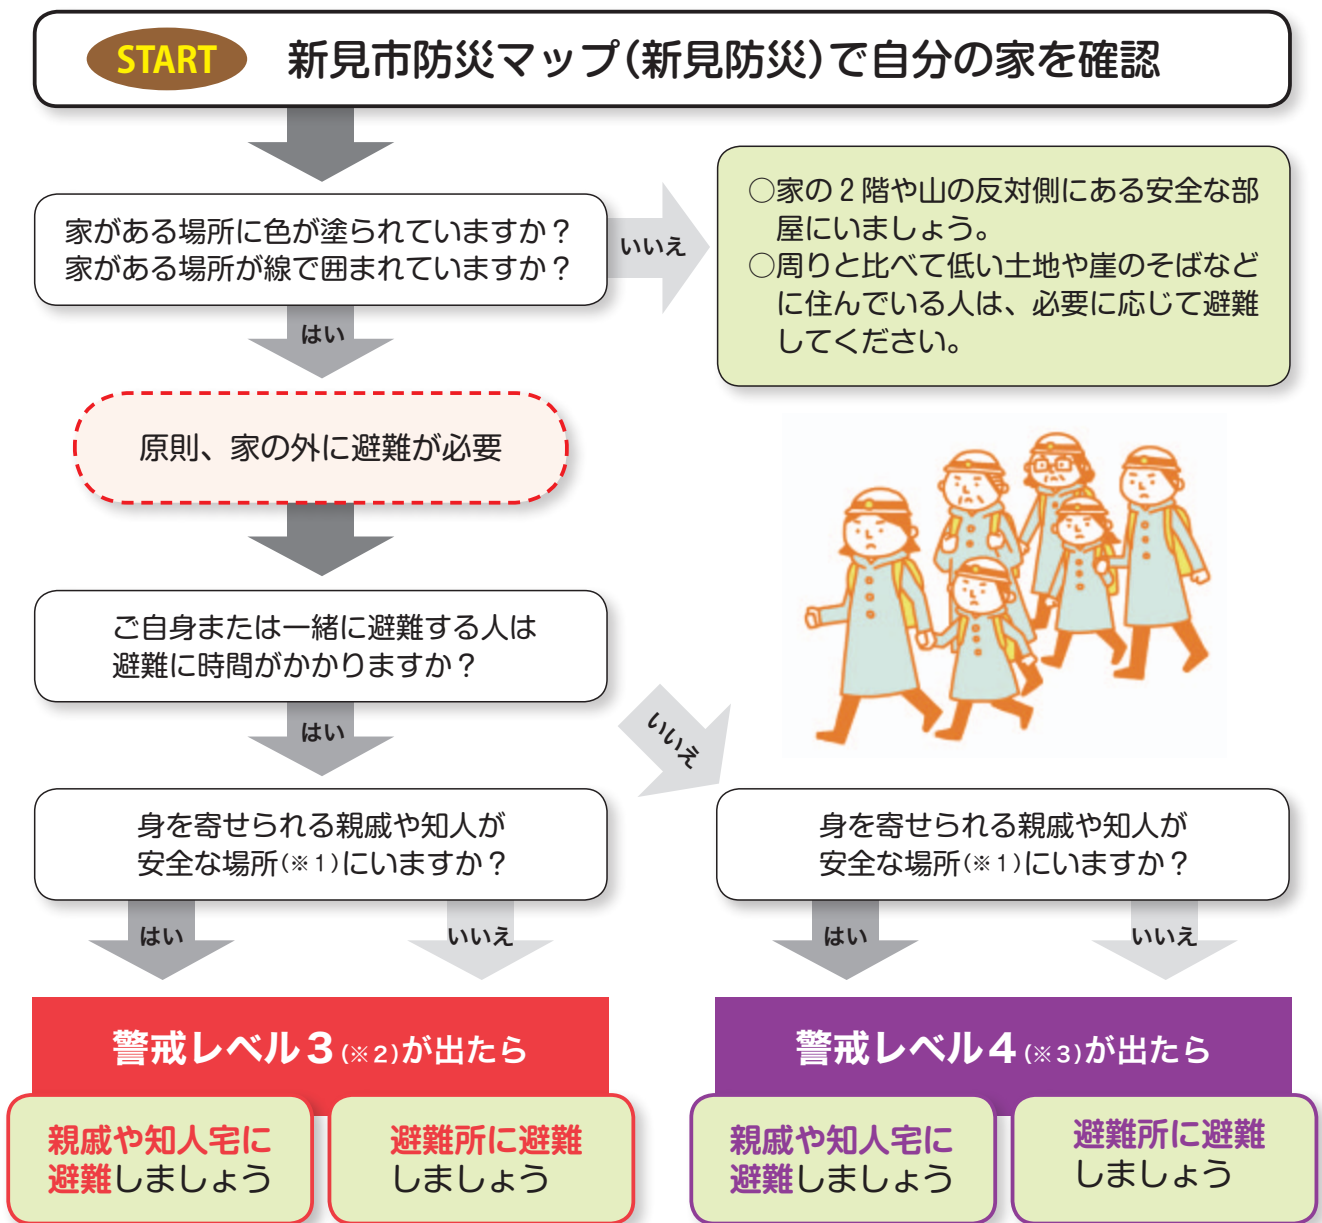 START 新見市防災マップ(新見防災)で自分の家を確認
家がある場所に色が塗られていますか？
家がある場所が線で囲まれていますか？
いいえ
○家の2階や山の反対側にある安全な部
屋にいましょう。
○周りと比べて低い土地や崖のそばなど
に住んでいる人は、必要に応じて避難
してください。
はい
原則、家の外に避難が必要
ご自身または一緒に避難する人は
避難に時間がかかりますか？
はい
いいえ
身を寄せられる親戚や知人が
安全な場所(※1)にいますか？
身を寄せられる親戚や知人が
安全な場所(※1)にいますか？
はい
いいえ
はい
いいえ
警戒レベル3(※2)が出たら
親戚や知人宅に
避難しましょう
避難所に避難
しましょう
警戒レベル4(※3)が出たら
親戚や知人宅に
避難しましょう
避難所に避難
しましょう